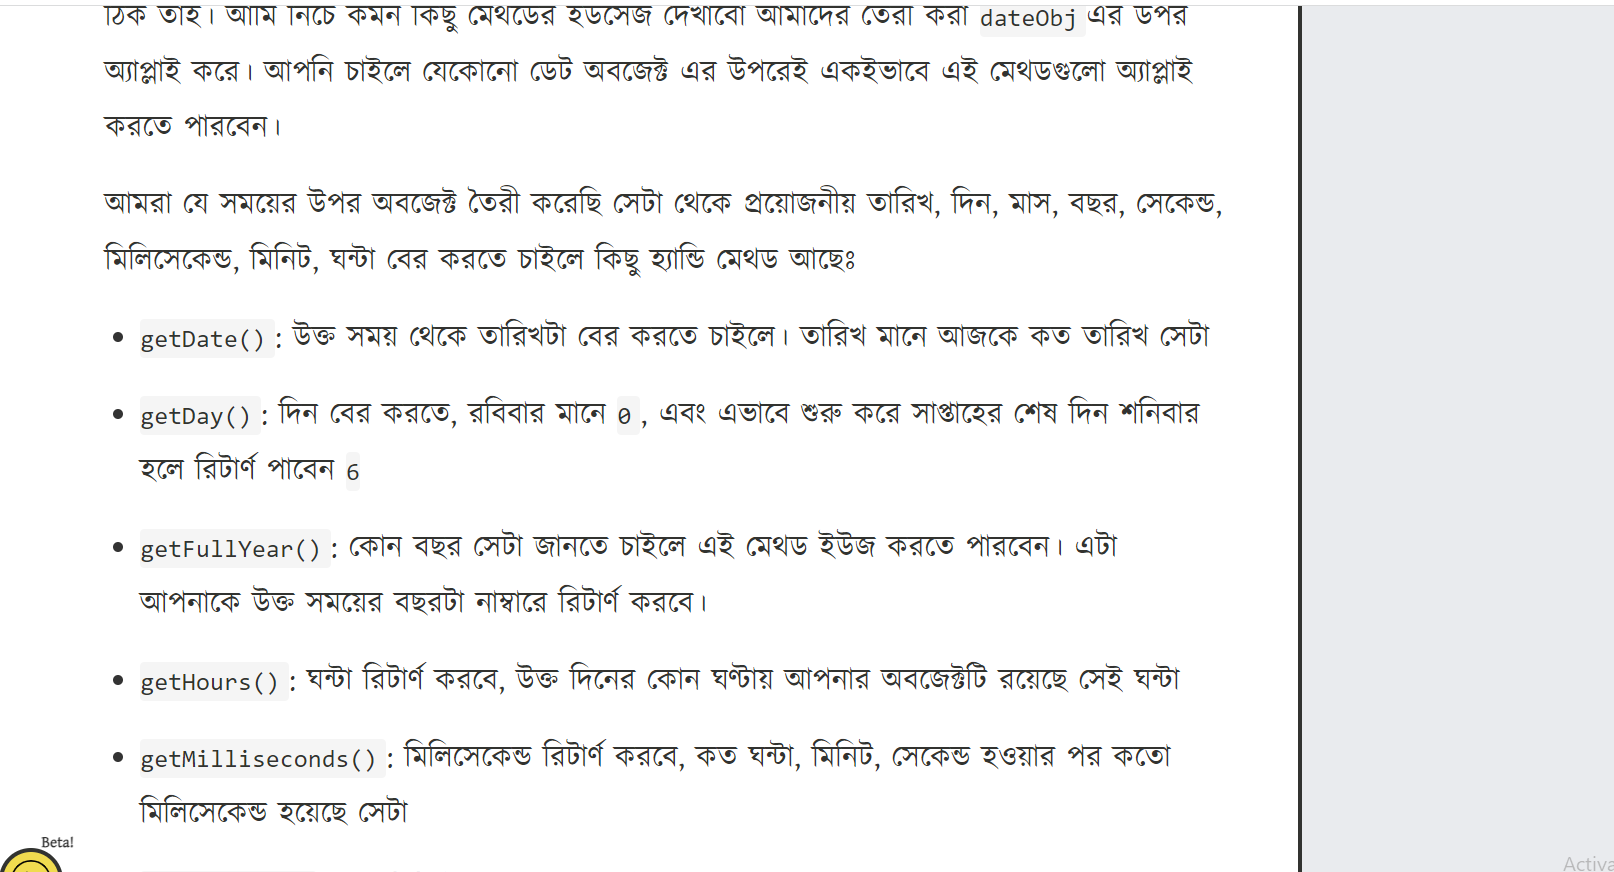 ঠিক তাই। আমি নিচে কমন কিছু মেথডের ইউসেজ দেখাবো আমাদের তৈরী করা dateObj এর উপর
অ্যাপ্লাই করে। আপনি চাইলে যেকোনো ডেট অবজেক্ট এর উপরেই একইভাবে এই মেথডগুলো অ্যাপ্লাই
করতে পারবেন।
আমরা যে সময়ের উপর অবজেক্ট তৈরী করেছি সেটা থেকে প্রয়োজনীয় তারিখ, দিন, মাস, বছর, সেকেন্ড,
মিলিসেকেন্ড, মিনিট, ঘন্টা বের করতে চাইলে কিছু হ্যান্ডি মেথড আছেঃ
• getDate() : উক্ত সময় থেকে তারিখটা বের করতে চাইলে। তারিখ মানে আজকে কত তারিখ সেটা
• getDay() : দিন বের করতে, রবিবার মানে 0 , এবং এভাবে শুরু করে সাপ্তাহের শেষ দিন শনিবার
হলে রিটার্ণ পাবেন 6
• getFullYear() : কোন বছর সেটা জানতে চাইলে এই মেথড ইউজ করতে পারবেন। এটা
আপনাকে উক্ত সময়ের বছরটা নাম্বারে রিটার্ণ করবে।
• getHours() : ঘন্টা রিটার্ণ করবে, উক্ত দিনের কোন ঘণ্টায় আপনার অবজেক্টটি রয়েছে সেই ঘন্টা
• getMilliseconds() : মিলিসেকেন্ড রিটার্ণ করবে, কত ঘন্টা, মিনিট, সেকেন্ড হওয়ার পর কতো
মিলিসেকেন্ড হয়েছে সেটা
Beta!
Activa